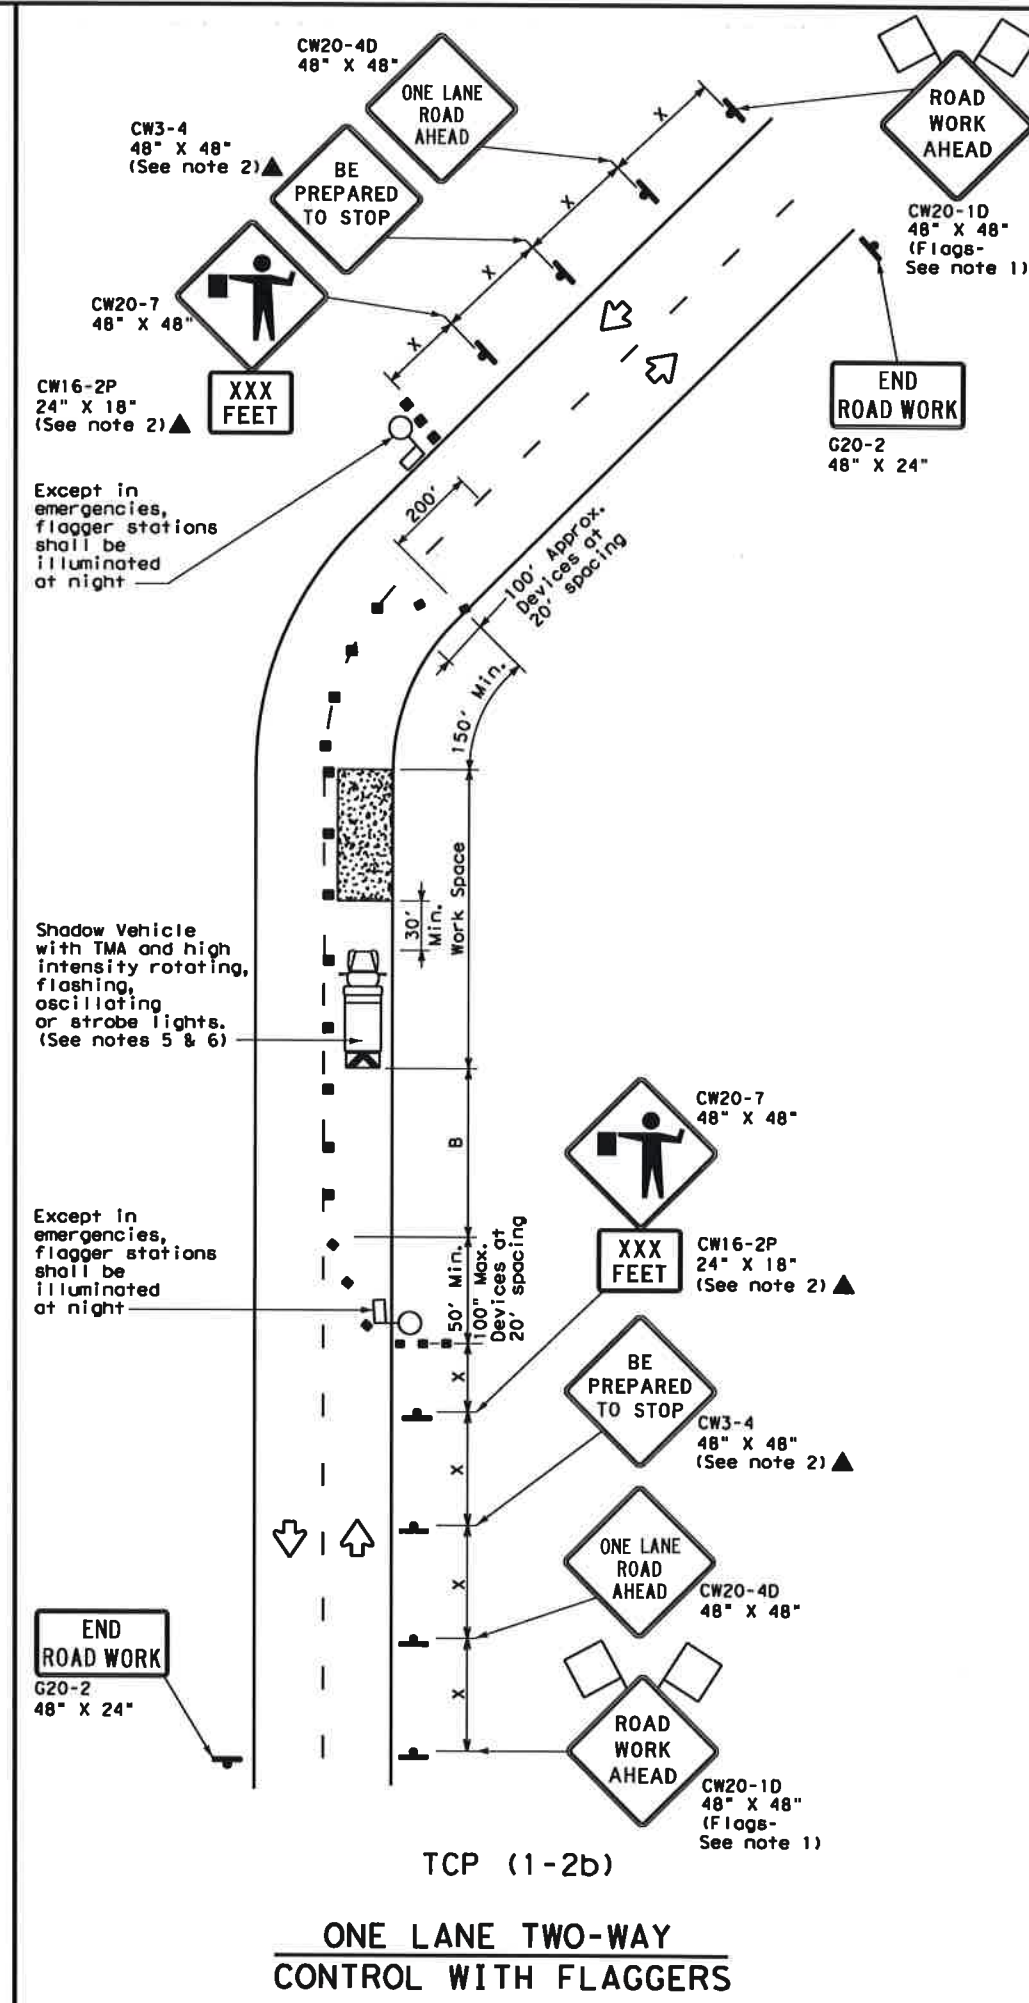 CW20-4D
48" X 48"
ONE LANE
ROAD
AHEAD
CW3-4
48" X 48"
(See note 2)
BE
PREPARED
TO STOP
CW20-7
48" X 48"
CW16-2P
24" X 18"
(See note 2)
XXX
FEET
X
X
X
X
ROAD
WORK
AHEAD
CW20-1D
48" X 48"
(Flags-
See note 1)
END
ROAD WORK
G20-2
48" X 24"
Except in
emergencies,
flagger stations
shall be
illuminated
at night
200'
100' Approx.
Devices at
20' spacing
150' Min.
Work Space
30'
Min.
Shadow Vehicle
with TMA and high
intensity rotating,
flashing,
oscillating
or strobe lights.
(See notes 5 & 6)
B
CW20-7
48" X 48"
XXX
FEET
CW16-2P
24" X 18"
(See note 2)
Except in
emergencies,
flagger stations
shall be
illuminated
at night
50' Min.
100" Max.
Devices at
20' spacing
X
X
X
X
BE
PREPARED
TO STOP
CW3-4
48" X 48"
(See note 2)
ONE LANE
ROAD
AHEAD
CW20-4D
48" X 48"
END
ROAD WORK
G20-2
48" X 24"
ROAD
WORK
AHEAD
CW20-1D
48" X 48"
(Flags-
See note 1)
TCP (1-2b)
ONE LANE TWO-WAY
CONTROL WITH FLAGGERS